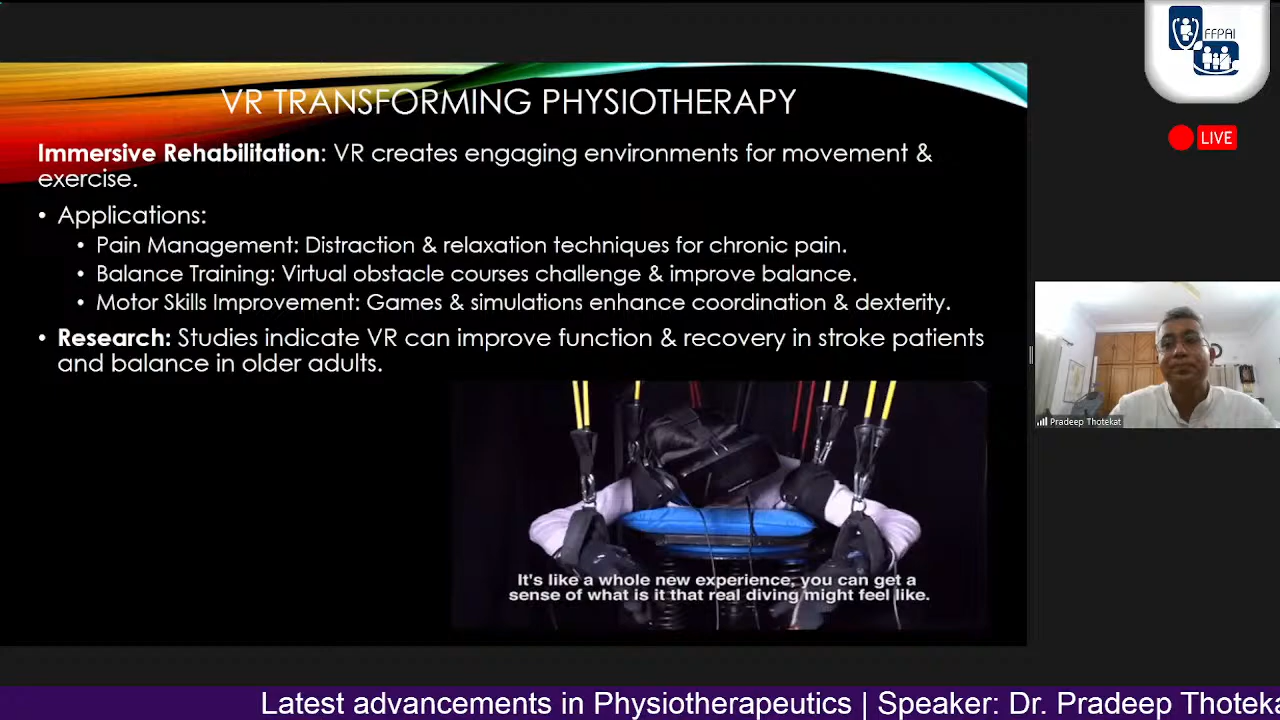 FFPAI
LIVE
VR TRANSFORMING PHYSIOTHERAPY
Immersive Rehabilitation: VR creates engaging environments for movement &
exercise.
• Applications:
• Pain Management: Distraction & relaxation techniques for chronic pain.
• Balance Training: Virtual obstacle courses challenge & improve balance.
• Motor Skills Improvement: Games & simulations enhance coordination & dexterity.
• Research: Studies indicate VR can improve function & recovery in stroke patients
and balance in older adults.
It's like a whole new experience, you can get a
sense of what is it that real diving might feel like.
Pradeep Thotekat
Latest advancements in Physiotherapeutics | Speaker: Dr. Pradeep Thoteka